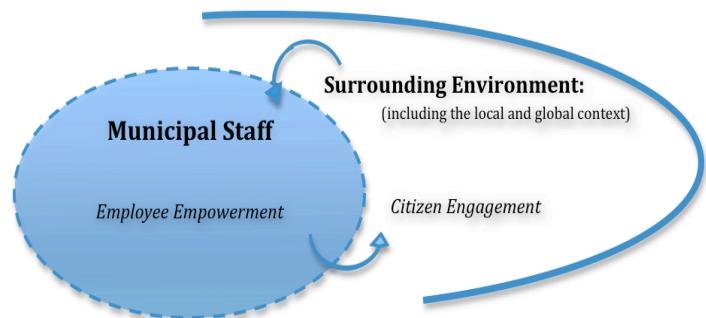 Surrounding Environment:
(including the local and global context)
Municipal Staff
Employee Empowerment
Citizen Engagement